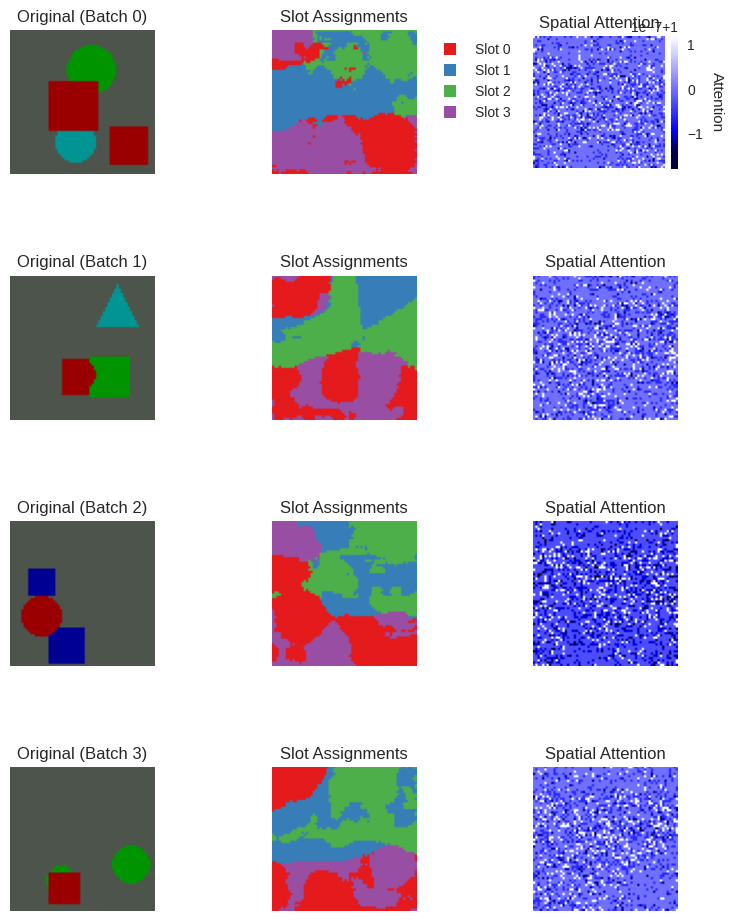 Original (Batch 0)
Slot Assignments
Slot 0
Slot 1
Slot 2
Slot 3
Spatial Attention
1e−7+1
1
0
−1
Attention
Original (Batch 1)
Slot Assignments
Spatial Attention
Original (Batch 2)
Slot Assignments
Spatial Attention
Original (Batch 3)
Slot Assignments
Spatial Attention